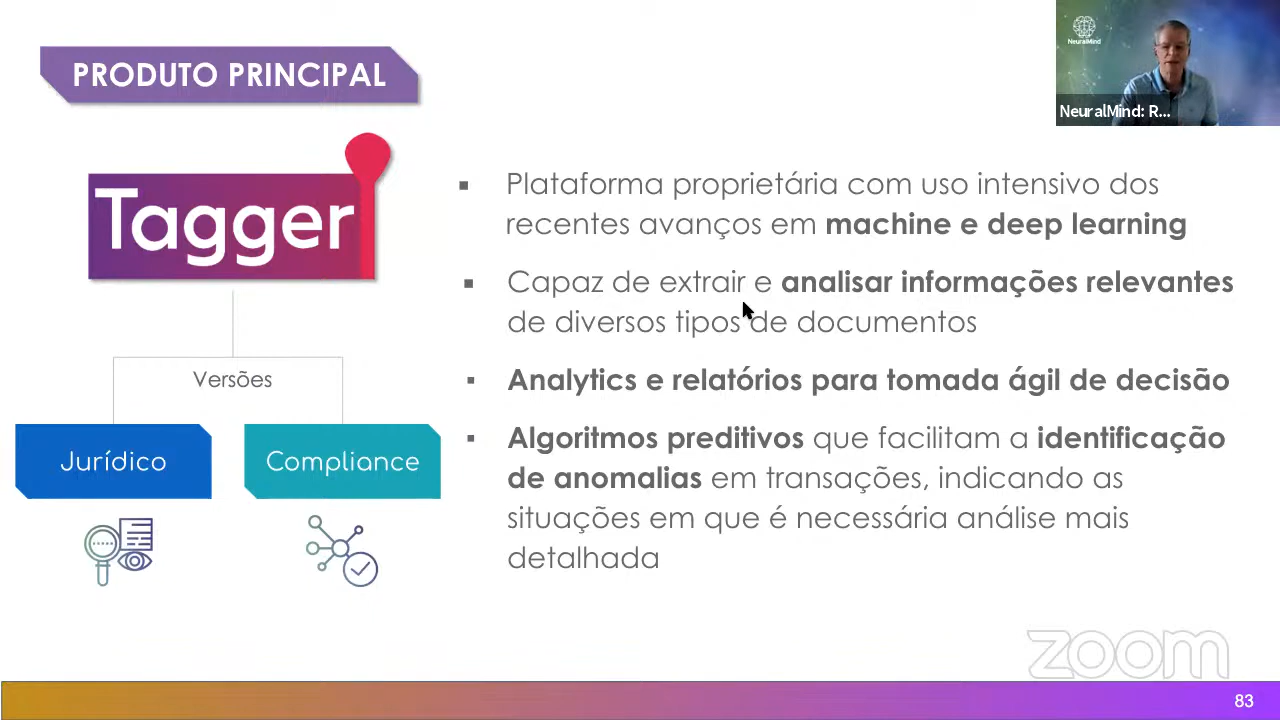 PRODUTO PRINCIPAL
NeuralMind
NeuralMind: R...
Tagger
Versões
Jurídico
Compliance
▪ Plataforma proprietária com uso intensivo dos
recentes avanços em machine e deep learning
▪ Capaz de extrair e analisar informações relevantes
de diversos tipos de documentos
▪ Analytics e relatórios para tomada ágil de decisão
▪ Algoritmos preditivos que facilitam a identificação
de anomalias em transações, indicando as
situações em que é necessária análise mais
detalhada
zoom
83